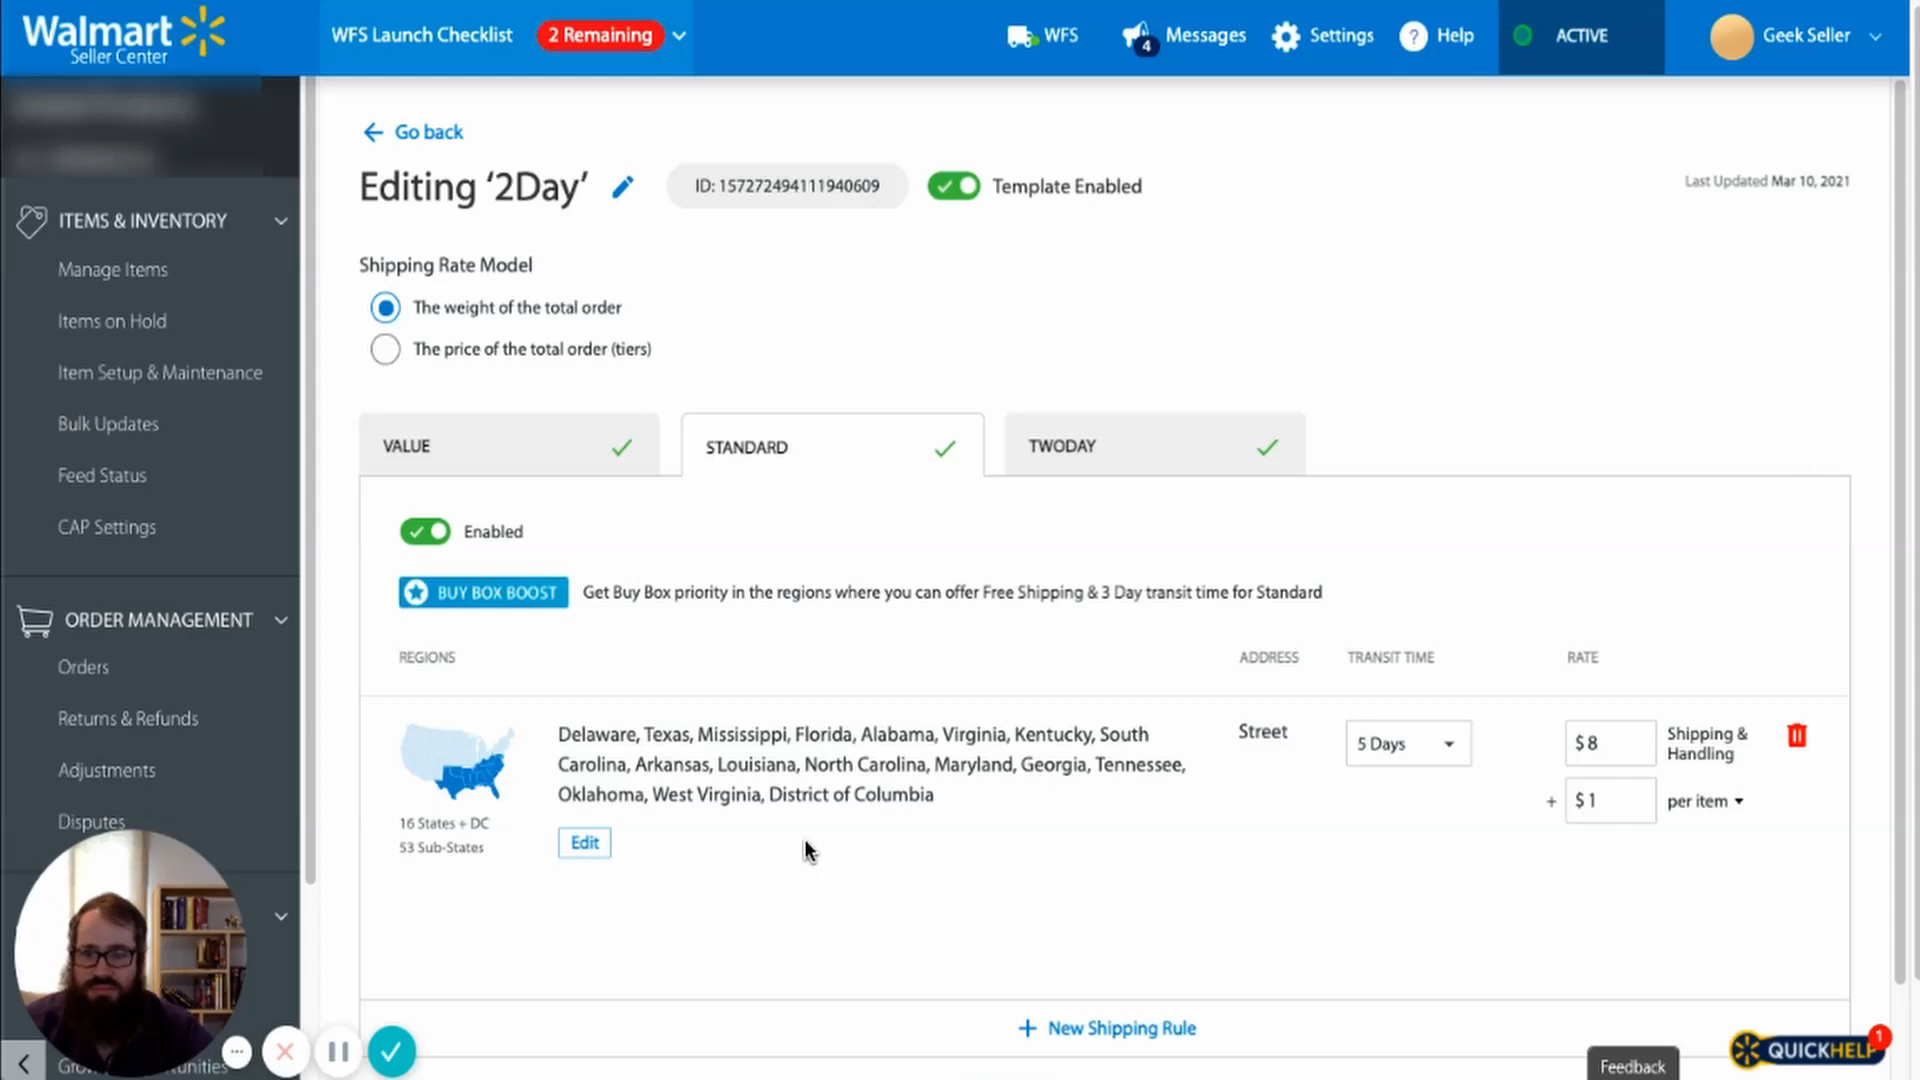 Walmart
Seller Center
WFS Launch Checklist
2 Remaining
WFS
4
Messages
Settings
? Help
ACTIVE
Geek Seller
ITEMS & INVENTORY
Manage Items
Items on Hold
Item Setup & Maintenance
Bulk Updates
Feed Status
CAP Settings
ORDER MANAGEMENT
Orders
Returns & Refunds
Adjustments
Disputes
Go back
Editing ‘2Day’
ID: 157272494111940609
Template Enabled
Last Updated Mar 10, 2021
Shipping Rate Model
The weight of the total order
The price of the total order (tiers)
VALUE
STANDARD
TWODAY
Enabled
BUY BOX BOOST
Get Buy Box priority in the regions where you can offer Free Shipping & 3 Day transit time for Standard
REGIONS
ADDRESS
TRANSIT TIME
RATE
Delaware, Texas, Mississippi, Florida, Alabama, Virginia, Kentucky, South
Carolina, Arkansas, Louisiana, North Carolina, Maryland, Georgia, Tennessee,
Oklahoma, West Virginia, District of Columbia
16 States + DC
53 Sub-States
Edit
Street
5 Days
$ 8
Shipping &
Handling
+ $ 1
per item
+ New Shipping Rule
Feedback
QUICKHELP
1